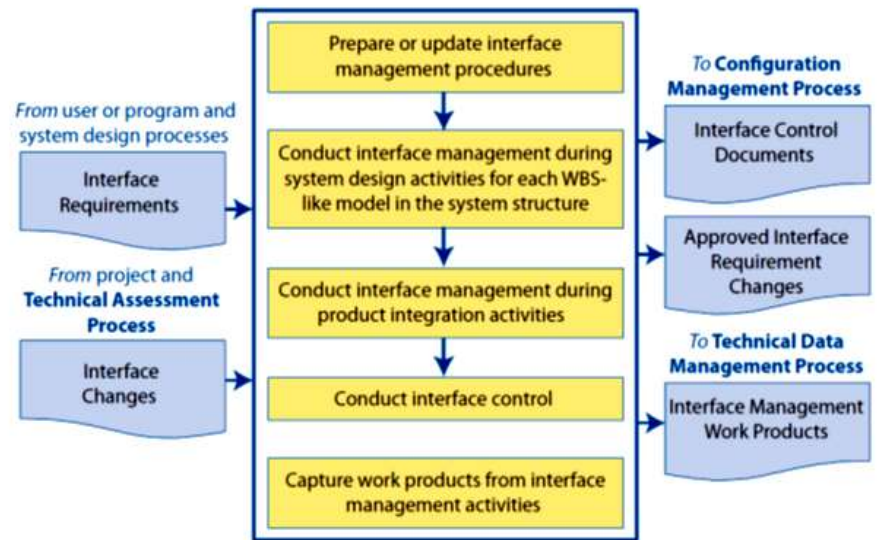 From user or program and
system design processes
Interface
Requirements
From project and
Technical Assessment
Process
Interface
Changes
Prepare or update interface
management procedures
Conduct interface management during
system design activities for each WBS-
like model in the system structure
Conduct interface management during
product integration activities
Conduct interface control
Capture work products from interface
management activities
To Configuration
Management Process
Interface Control
Documents
Approved Interface
Requirement
Changes
To Technical Data
Management Process
Interface Management
Work Products